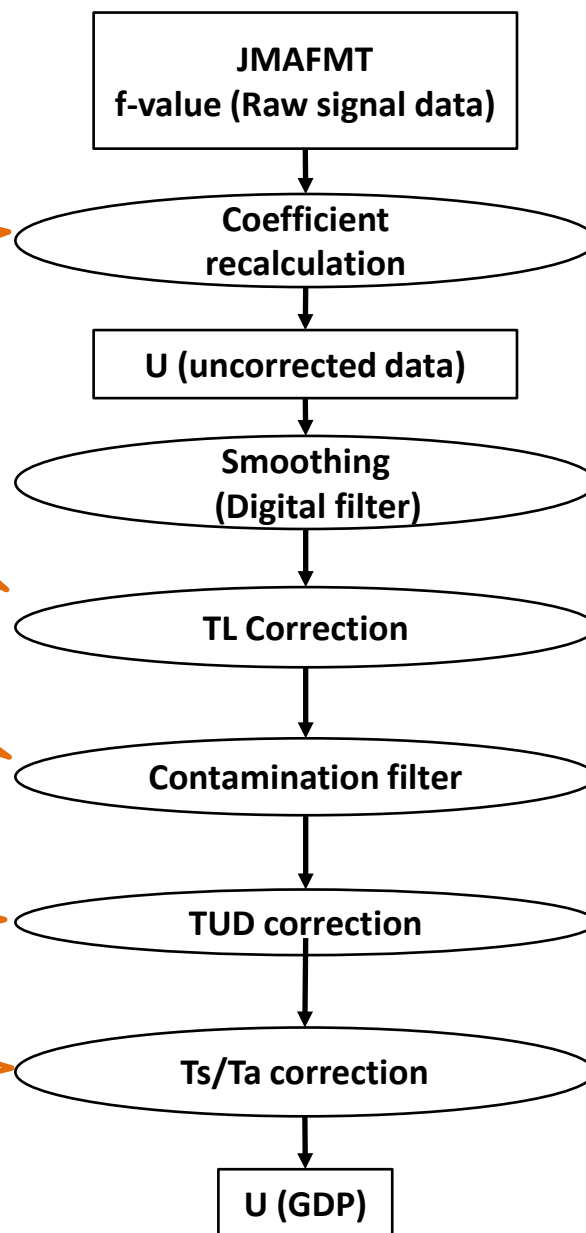 JMAFMT
f-value (Raw signal data)
Coefficient
recalculation
U (uncorrected data)
Smoothing
(Digital filter)
TL Correction
Contamination filter
TUD correction
Ts/Ta correction
U (GDP)